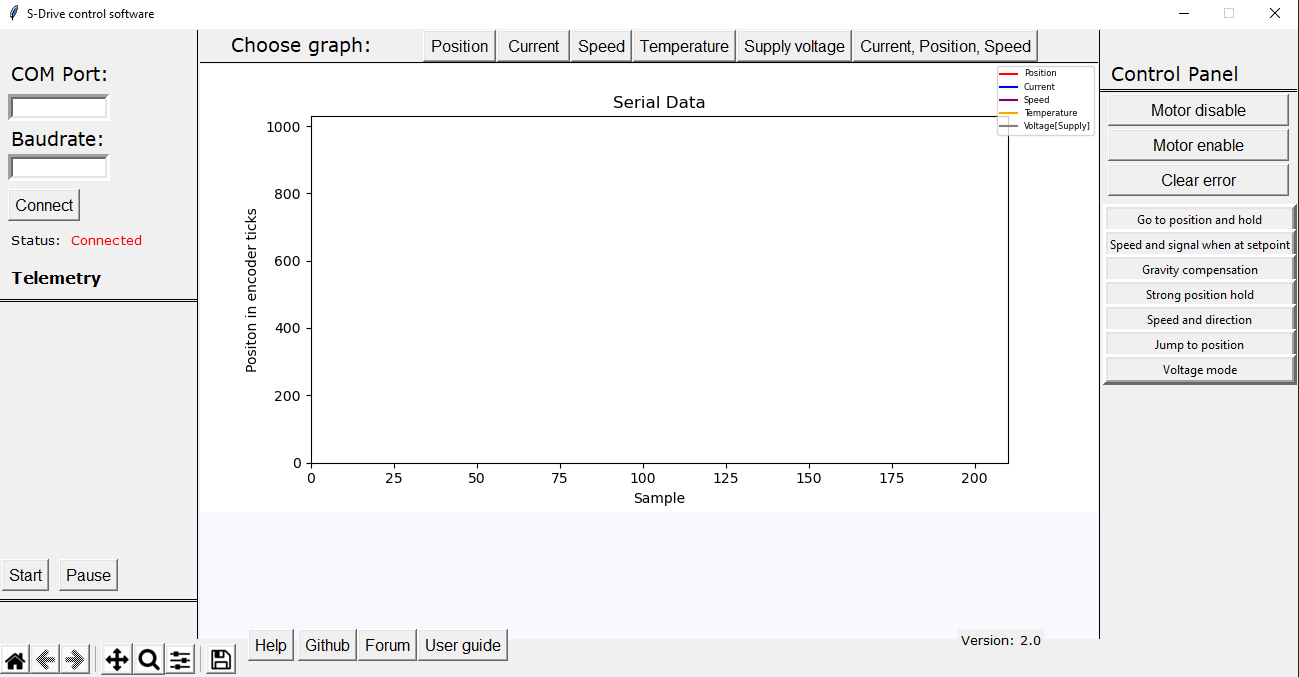 S-Drive control software
Choose graph: Position Current Speed Temperature Supply voltage Current, Position, Speed
COM Port:
Baudrate:
Connect
Status: Connected
Telemetry
Start Pause
Serial Data
Position
Current
Speed
Temperature
Voltage[Supply]
Positon in encoder ticks
1000
800
600
400
200
0
0 25 50 75 100 125 150 175 200
Sample
Control Panel
Motor disable
Motor enable
Clear error
Go to position and hold
Speed and signal when at setpoint
Gravity compensation
Strong position hold
Speed and direction
Jump to position
Voltage mode
Help Github Forum User guide
Version: 2.0